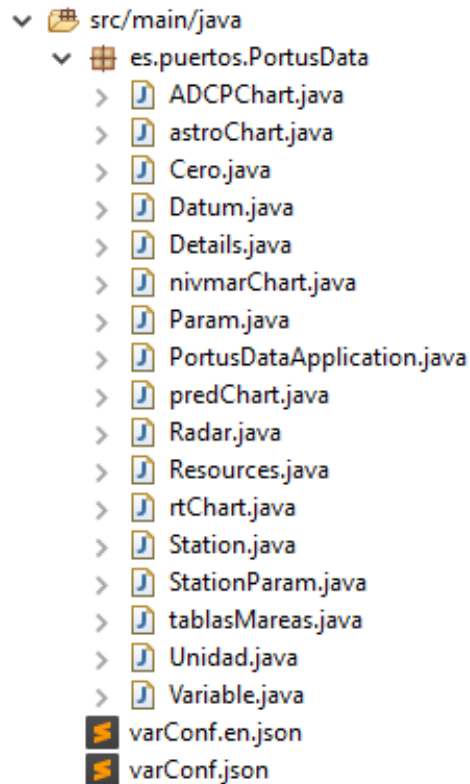 src/main/java
es.puertos.PortusData
ADCPChart.java
astroChart.java
Cero.java
Datum.java
Details.java
nivmarChart.java
Param.java
PortusDataApplication.java
predChart.java
Radar.java
Resources.java
rtChart.java
Station.java
StationParam.java
tablasMareas.java
Unidad.java
Variable.java
varConf.en.json
varConf.json